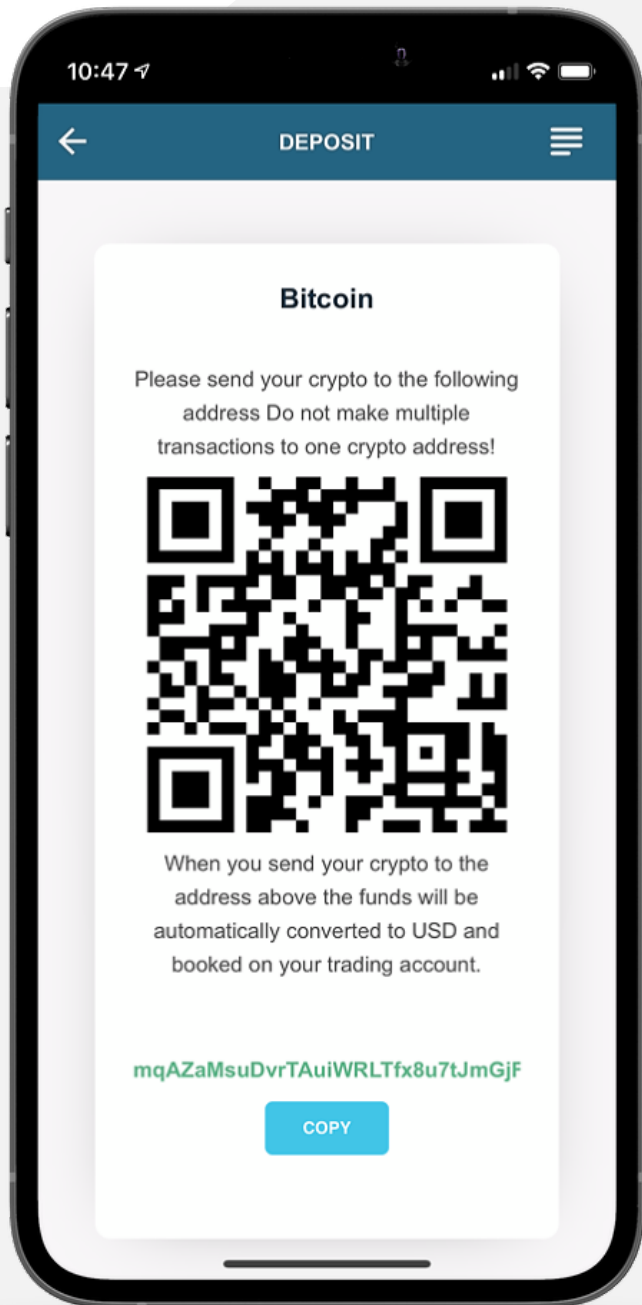 10:47
DEPOSIT
Bitcoin
Please send your crypto to the following
address Do not make multiple
transactions to one crypto address!
When you send your crypto to the
address above the funds will be
automatically converted to USD and
booked on your trading account.
mqAZaMsuDvrTAuiWRLTfx8u7tJmGjF
COPY